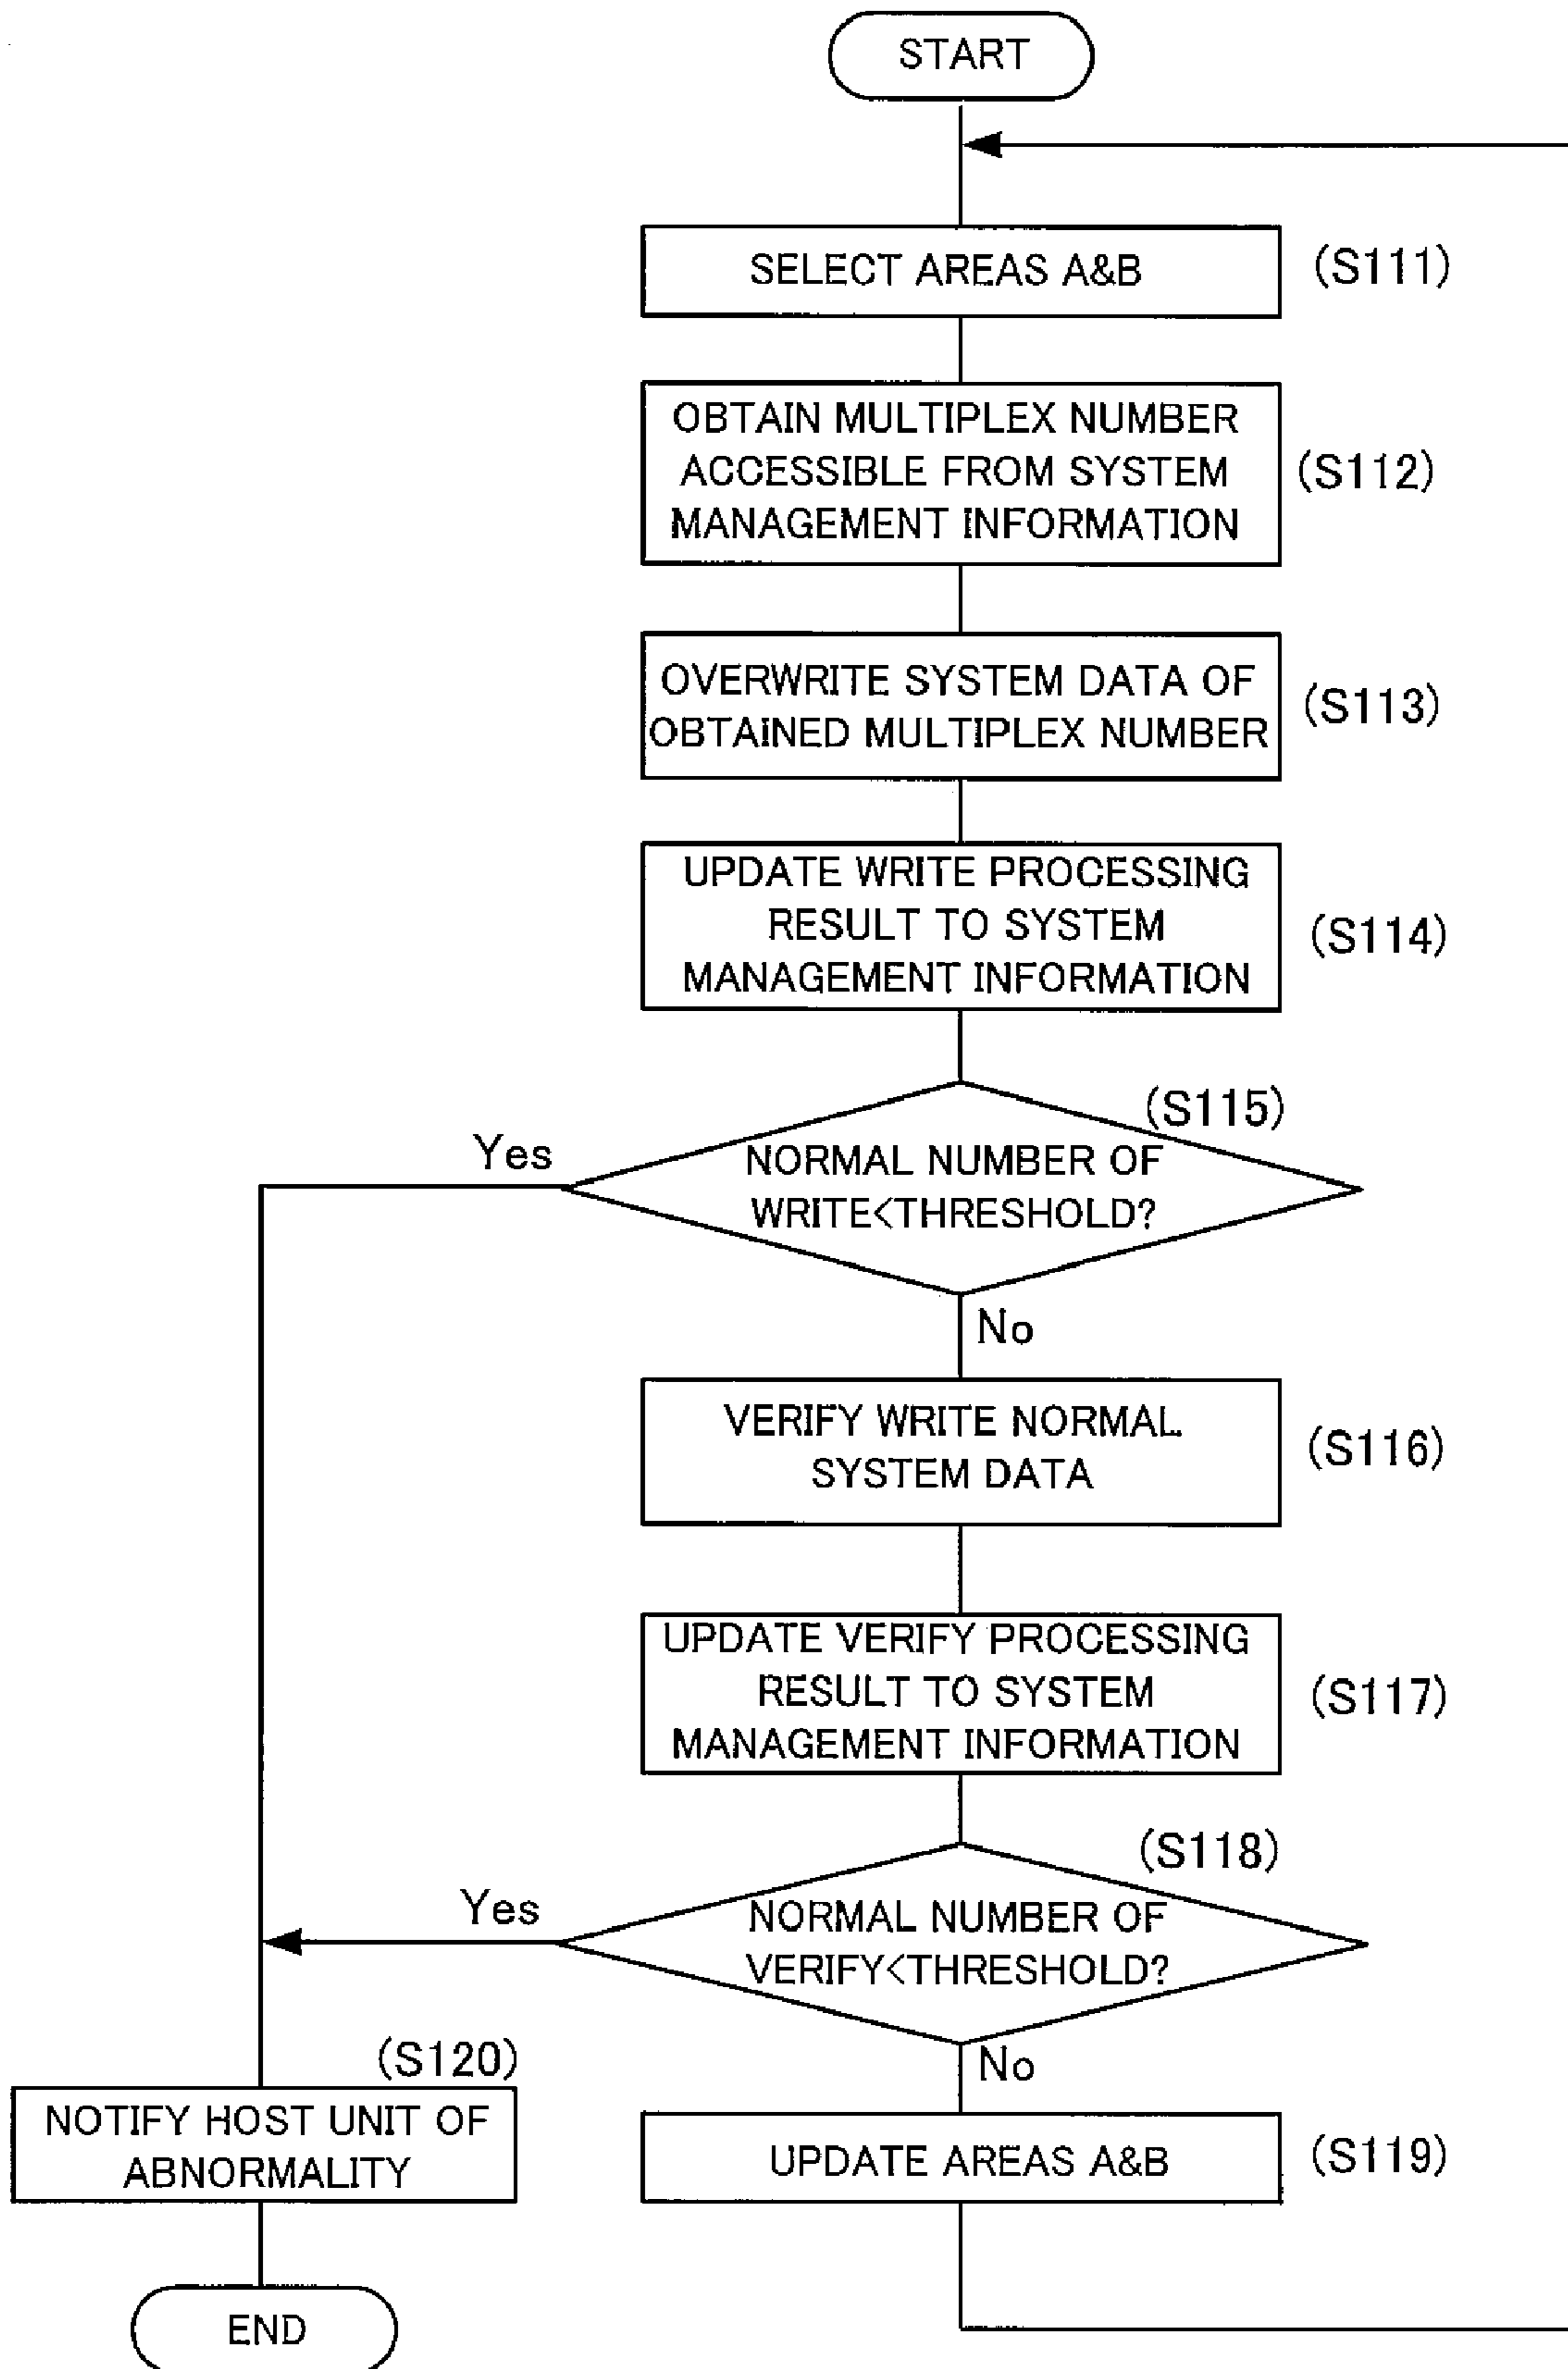 START
SELECT AREAS A&B
(S111)
OBTAIN MULTIPLEX NUMBER
ACCESSIBLE FROM SYSTEM
MANAGEMENT INFORMATION
(S112)
OVERWRITE SYSTEM DATA OF
OBTAINED MULTIPLEX NUMBER
(S113)
UPDATE WRITE PROCESSING
RESULT TO SYSTEM
MANAGEMENT INFORMATION
(S114)
(S115)
Yes
NORMAL NUMBER OF
WRITE<THRESHOLD?
No
VERIFY WRITE NORMAL
SYSTEM DATA
(S116)
UPDATE VERIFY PROCESSING
RESULT TO SYSTEM
MANAGEMENT INFORMATION
(S117)
(S118)
Yes
NORMAL NUMBER OF
VERIFY<THRESHOLD?
No
(S120)
NOTIFY HOST UNIT OF
ABNORMALITY
UPDATE AREAS A&B
(S119)
END